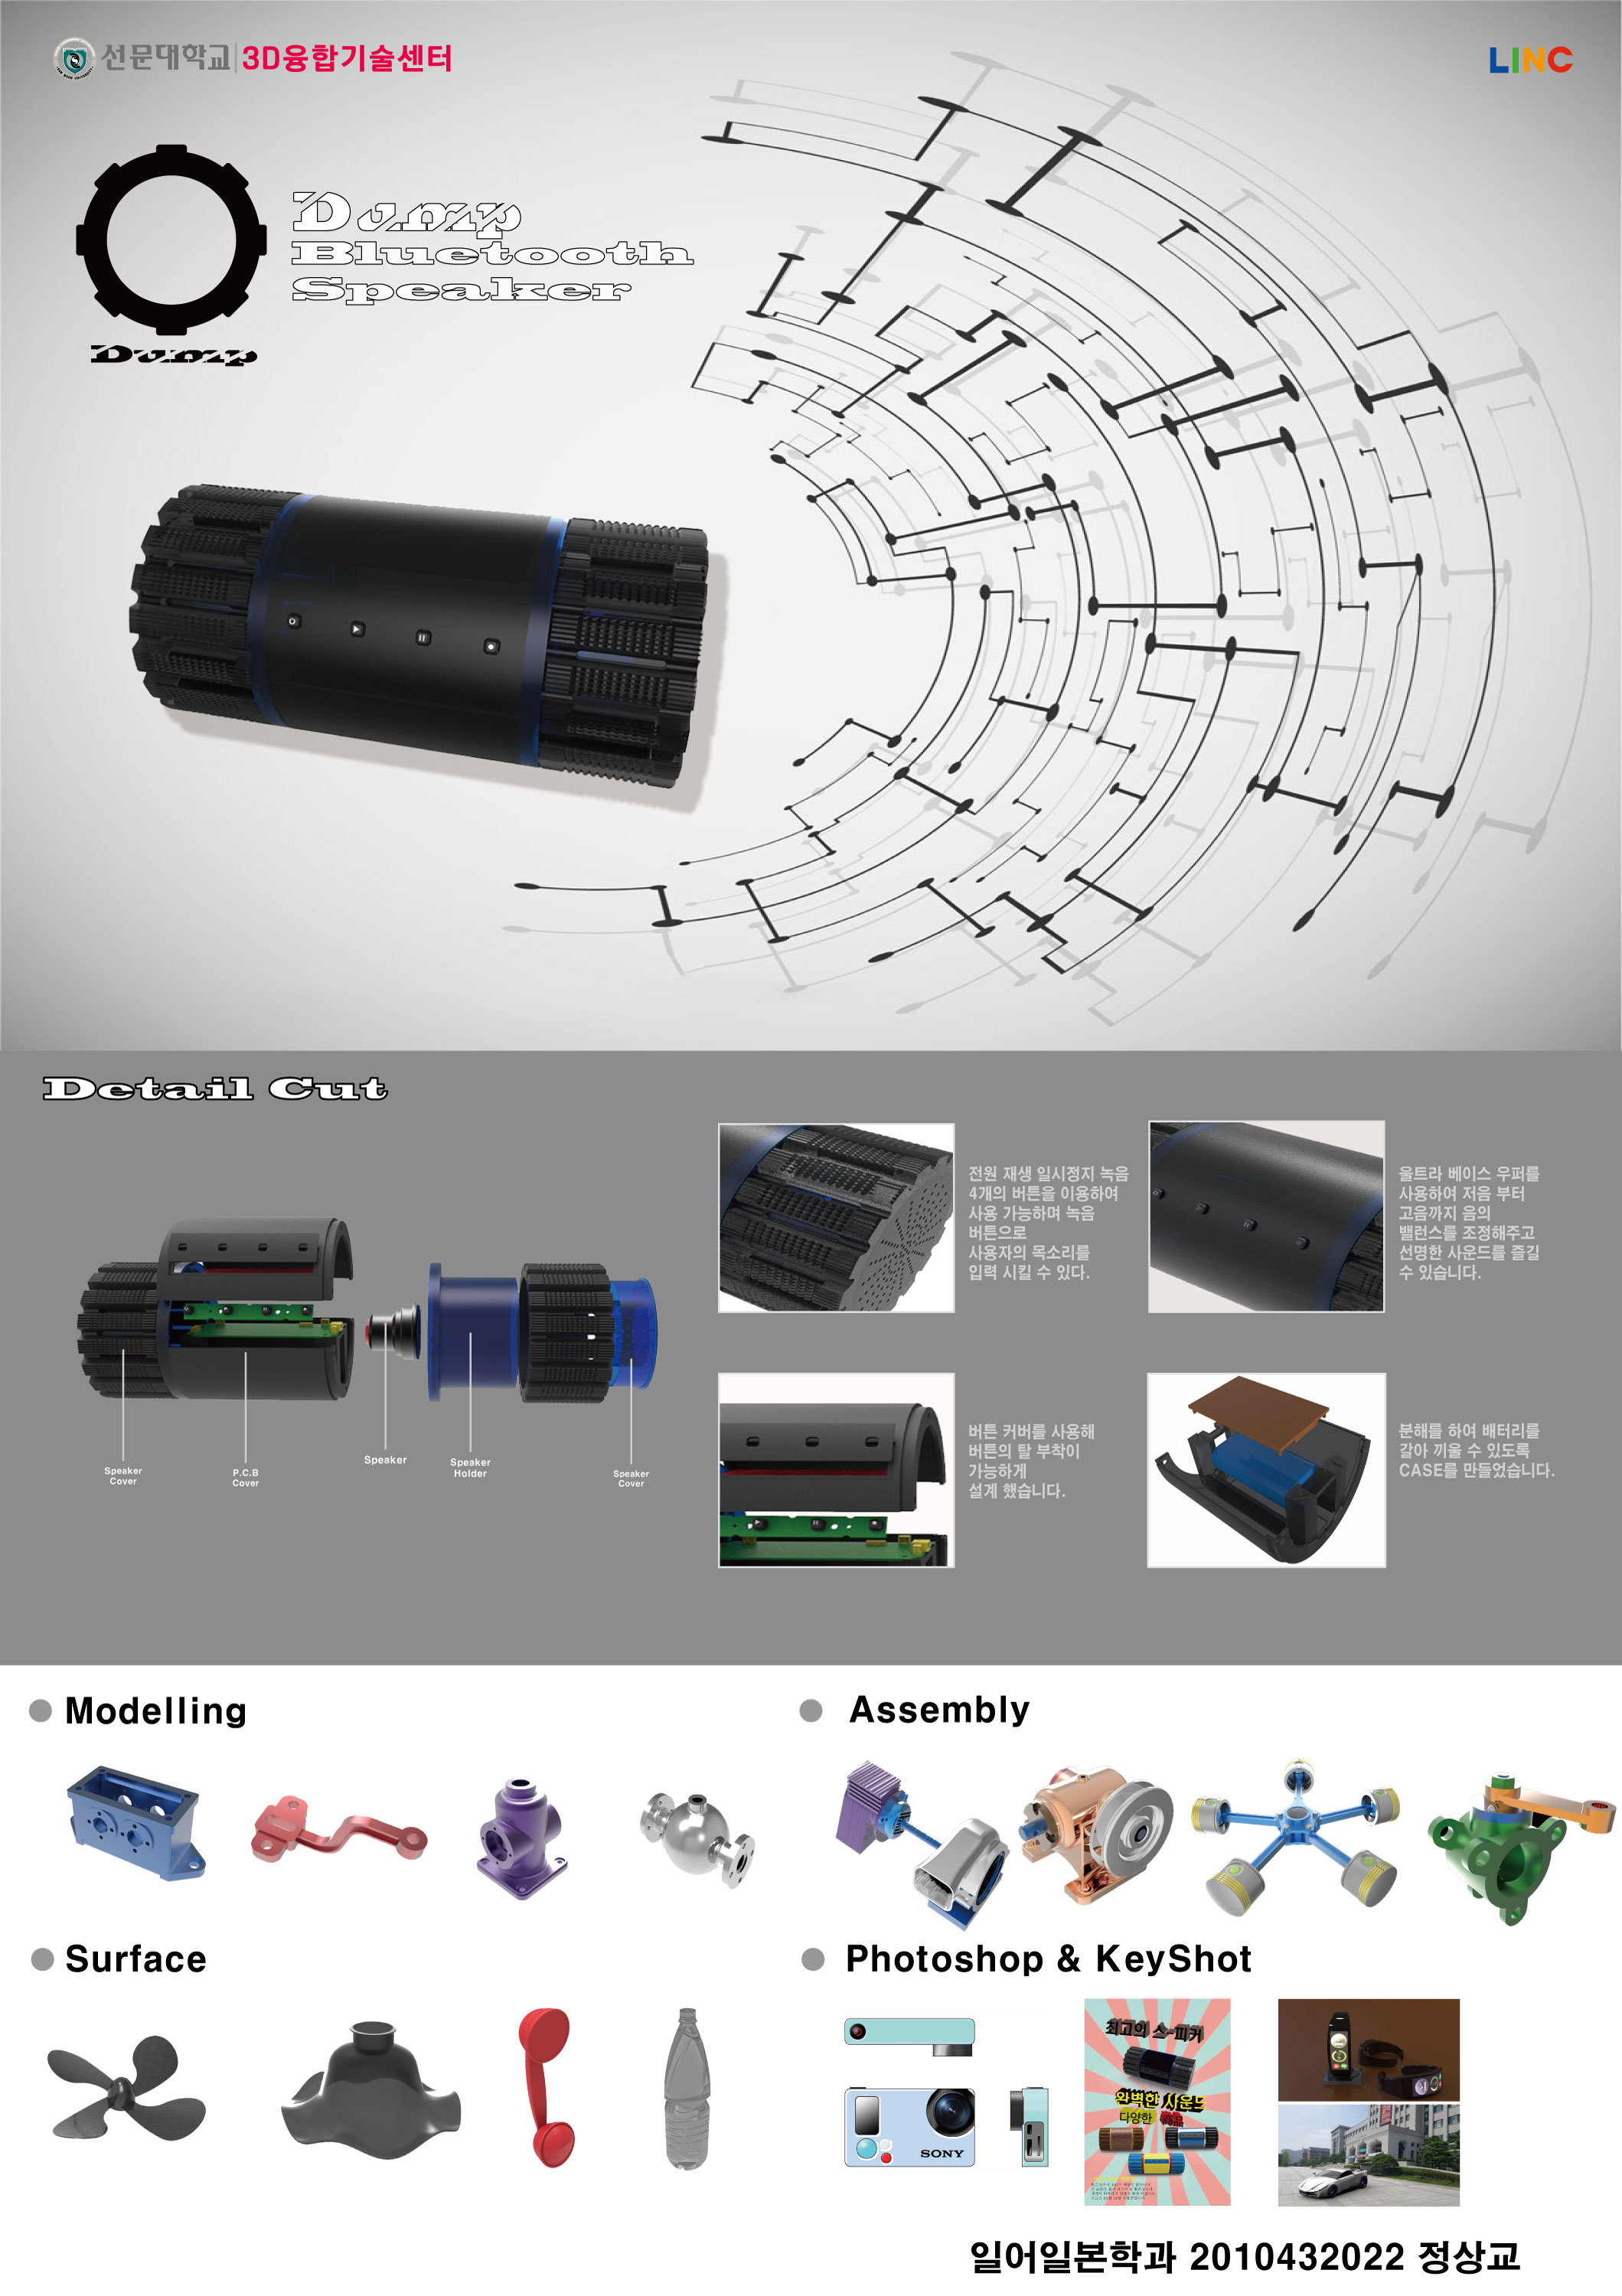 선문대학교 3D융합기술센터
LINC
Dump
Bluetooth
Speaker
Dump
Detail Cut
전원 재생 일시정지 녹음
4개의 버튼을 이용하여
사용 가능하며 녹음
버튼으로
사용자의 목소리를
입력 시킬 수 있다.
울트라 베이스 우퍼를
사용하여 저음 부터
고음까지 음의
밸런스를 조정해주고
선명한 사운드를 즐길
수 있습니다.
Speaker
Cover
P.C.B
Cover
Speaker
Speaker
Holder
Speaker
Cover
버튼 커버를 사용해
버튼의 탈 부착이
가능하게
설계 했습니다.
분해를 하여 배터리를
갈아 끼울 수 있도록
CASE를 만들었습니다.
Modelling
Assembly
Surface
Photoshop & KeyShot
최고의 스-피커
완벽한 사운드
다양한 商品
SONY
일어일본학과 2010432022 정상교